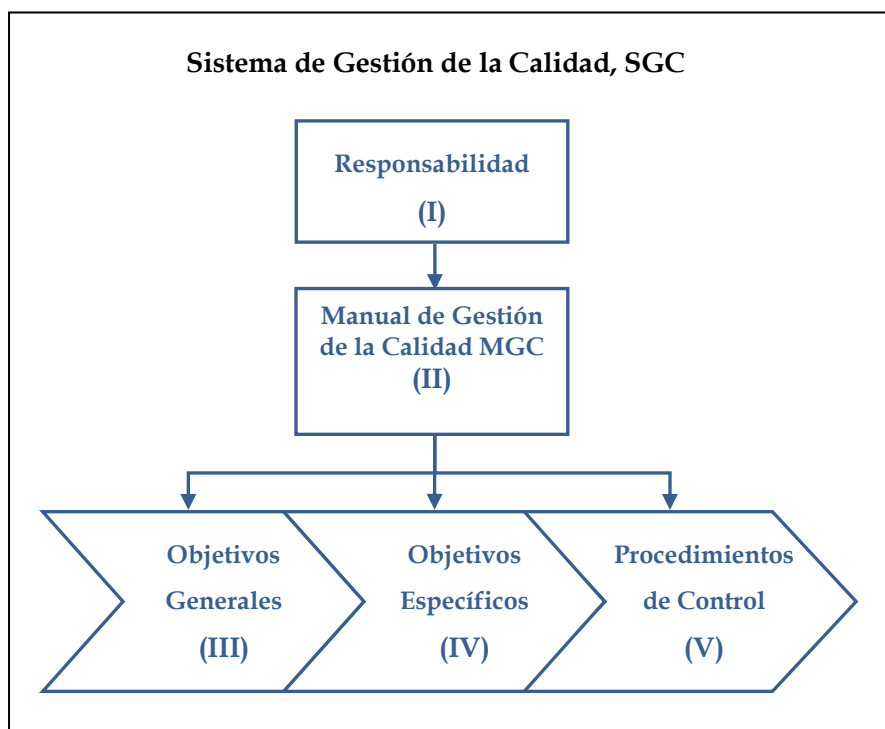 Sistema de Gestión de la Calidad, SGC
Responsabilidad
(I)
Manual de Gestión
de la Calidad MGC
(II)
Objetivos
Generales
(III)
Objetivos
Específicos
(IV)
Procedimientos
de Control
(V)